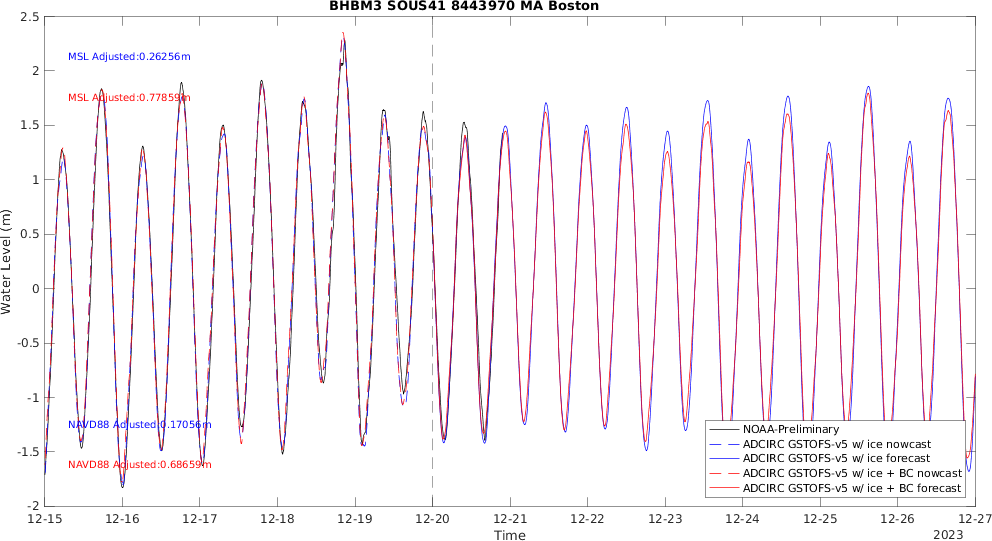 BHBM3 SOUS41 8443970 MA Boston
2.5
2
1.5
1
0.5
0
-0.5
-1
-1.5
-2
Water Level (m)
MSL Adjusted:0.26256m
MSL Adjusted:0.77859m
NAVD88 Adjusted:0.17056m
NAVD88 Adjusted:0.68659m
NOAA-Preliminary
ADCIRC GSTOFS-v5 w/ ice nowcast
ADCIRC GSTOFS-v5 w/ ice forecast
ADCIRC GSTOFS-v5 w/ ice + BC nowcast
ADCIRC GSTOFS-v5 w/ ice + BC forecast
12-15 12-16 12-17 12-18 12-19 12-20 12-21 12-22 12-23 12-24 12-25 12-26 12-27
Time
2023